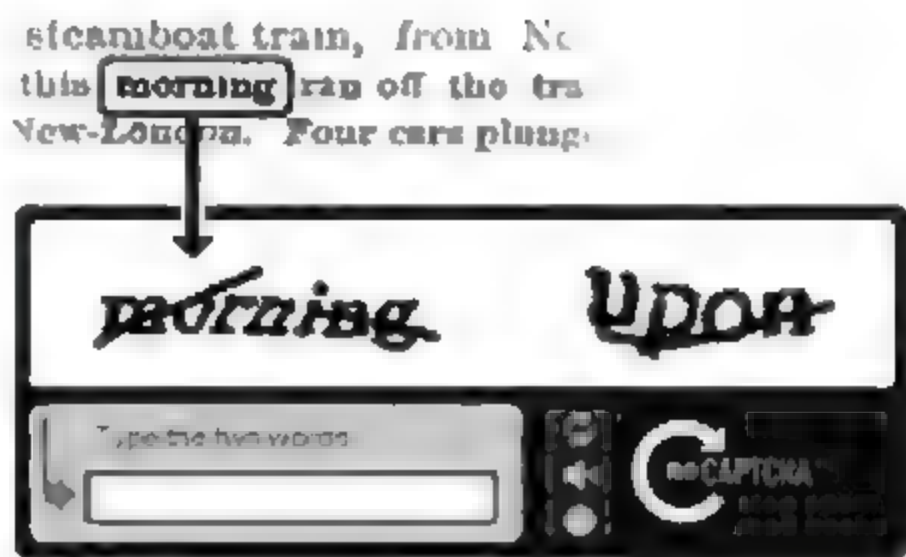 steamboat train, from
this morning ran off the
New-London. Four cars plung
morning Upon
Type the two words
reCAPTCHA